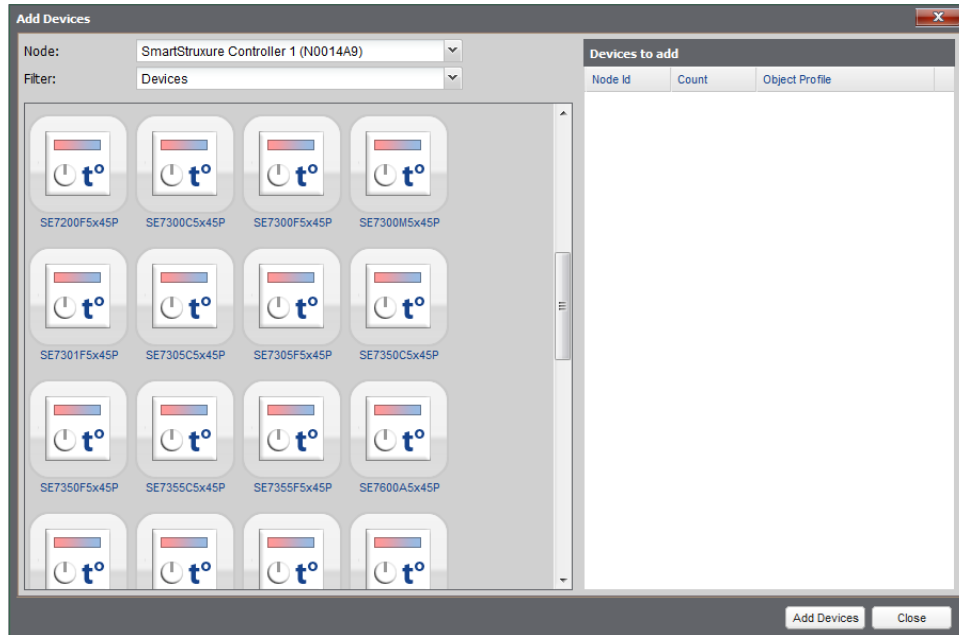 Add Devices
Node: SmartStruxure Controller 1 (N0014A9)
Filter: Devices
t° t° t° t°
SE7200F5x45P SE7300C5x45P SE7300F5x45P SE7300M5x45P
t° t° t° t°
SE7301F5x45P SE7305C5x45P SE7305F5x45P SE7350C5x45P
t° t° t° t°
SE7350F5x45P SE7355C5x45P SE7355F5x45P SE7600A5x45P
t° t° t° t°
Devices to add
Node Id Count Object Profile
Add Devices Close